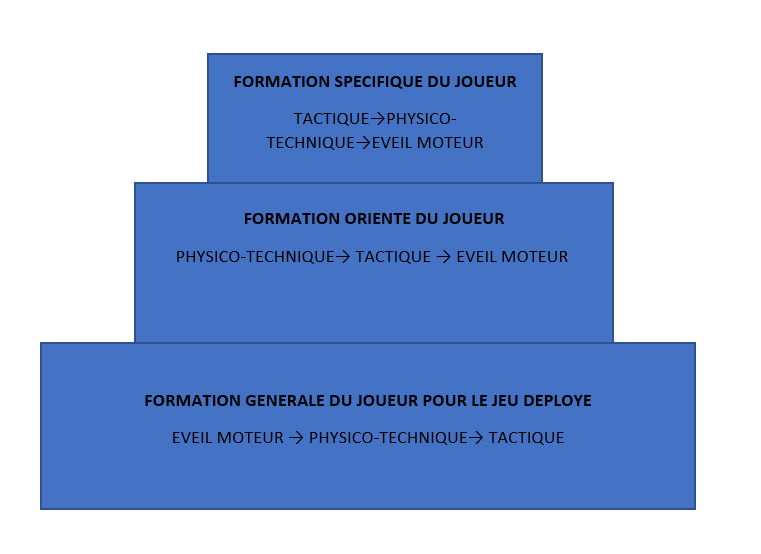 FORMATION SPECIFIQUE DU JOUEUR
TACTIQUE→PHYSICO-
TECHNIQUE→EVEIL MOTEUR
FORMATION ORIENTE DU JOUEUR
PHYSICO-TECHNIQUE→ TACTIQUE → EVEIL MOTEUR
FORMATION GENERALE DU JOUEUR POUR LE JEU DEPLOYE
EVEIL MOTEUR → PHYSICO-TECHNIQUE→ TACTIQUE